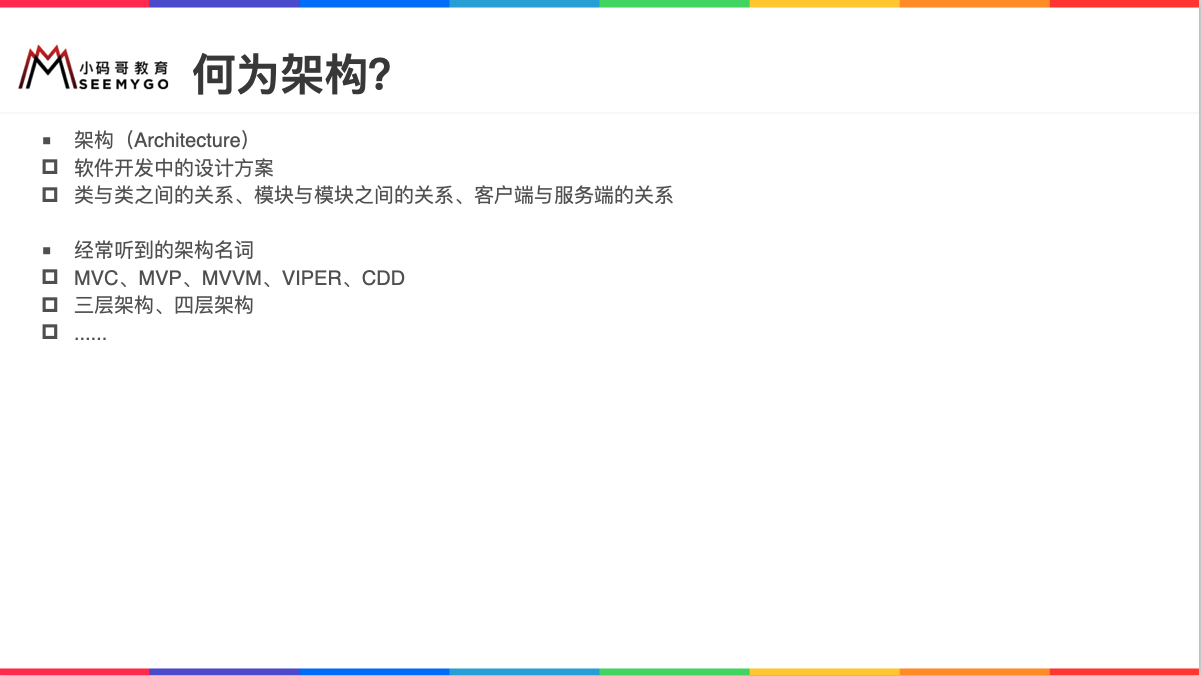 小码哥教育
SEEMYGO
何为架构?
架构（Architecture）
软件开发中的设计方案
类与类之间的关系、模块与模块之间的关系、客户端与服务端的关系
经常听到的架构名词
MVC、MVP、MVVM、VIPER、CDD
三层架构、四层架构
......